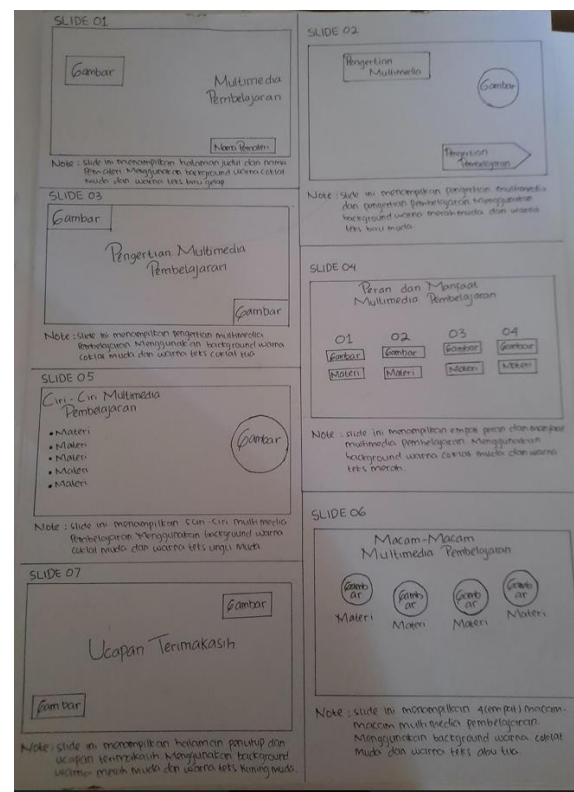 SLIDE 01
Gambar
Multimedia
Pembelajaran
Nama Pemateri
Note : slide ini menampilkan halaman judul dan nama
Pemateri Menggunakan background warna coklat
muda dan warna teks biru gelap
SLIDE 02
Pengertian
Multimedia
Gambar
Pengertian
Pembelajaran
Note : slide ini menampilkan pengertian multimedia
dan pengertian pembelajaran Menggunakan
background warna merah muda dan warna
teks biru muda.
SLIDE 03
Gambar
Pengertian Multimedia
Pembelajaran
Gambar
Note : slide ini menampilkan pengertian multimedia
Pembelajaran Menggunakan background warna
coklat muda dan warna teks coklat tua
SLIDE 04
Peran dan Manfaat
Multimedia Pembelajaran
01 02 03 04
Gambar Gambar Gambar Gambar
Materi Materi Materi Materi
Note : slide ini menampilkan empat peran dan manfaat
multimedia pembelajaran. Menggunakan
background warna coklat muda dan warna
teks merah.
SLIDE 05
Ciri-Ciri Multimedia
Pembelajaran
• Materi
• Materi
• Materi
• Materi
• Materi
Gambar
Note : slide ini menampilkan ciri-ciri multimedia
Pembelajaran Menggunakan background warna
coklat muda dan warna teks ungu muda.
SLIDE 06
Macam-Macam
Multimedia Pembelajaran
Gamb Gamb Gamb Gamb
ar ar ar ar
Materi Materi Materi Materi
Note : slide ini menampilkan 4(empat) macam-
macam multimedia pembelajaran.
Menggunakan background warna coklat
muda dan warna teks abu tua.
SLIDE 07
Gambar
Ucapan Terimakasih
Gambar
Note : slide ini menampilkan halaman penutup dan
ucapan terimakasih Menggunakan background
warna merah muda dan warna teks kuning muda.